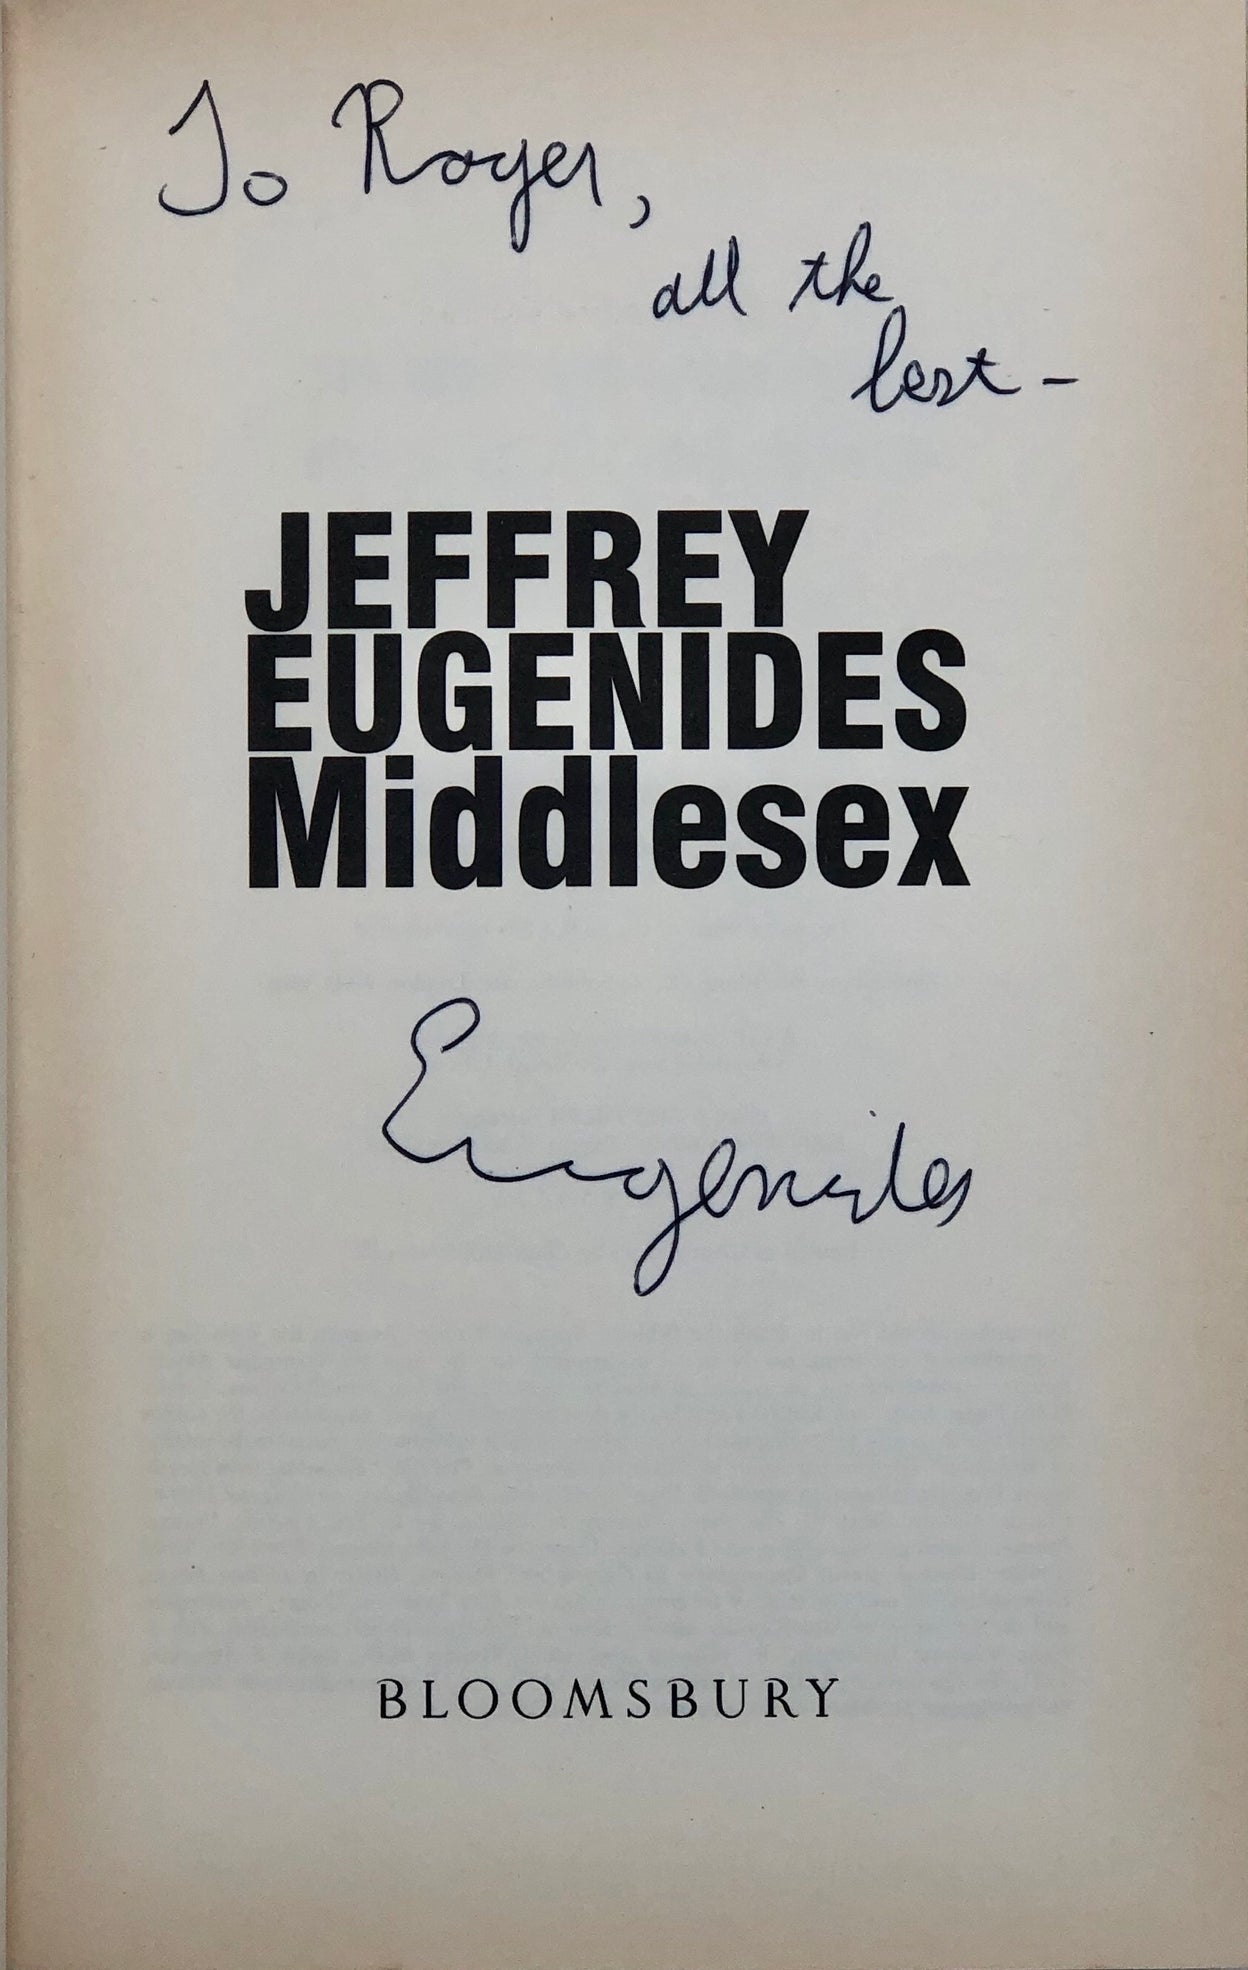 To Roger,
all the
best -
JEFFREY
EUGENIDES
Middlesex
Eugenides
BLOOMSBURY